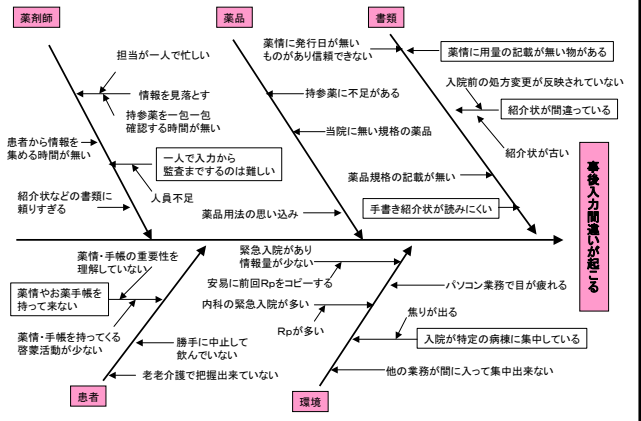 薬剤師
薬品
書類
担当が一人で忙しい
情報を見落とす
持参薬を一包一包
確認する時間が無い
患者から情報を
集める時間が無い
一人で入力から
監査までするのは難しい
人員不足
紹介状などの書類に
頼りすぎる
持参薬に不足がある
当院に無い規格の薬品
薬品用法の思い込み
薬情に発行日が無い
ものがあり信頼できない
薬情に用量の記載が無い物がある
入院前の処方変更が反映されていない
紹介状が間違っている
紹介状が古い
薬品規格の記載が無い
手書き紹介状が読みにくい
事後入力間違いが起こる
薬情・手帳の重要性を
理解していない
薬情やお薬手帳を
持って来ない
薬情・手帳を持ってくる
啓蒙活動が少ない
勝手に中止して
飲んでいない
老老介護で把握出来ていない
患者
緊急入院があり
情報量が少ない
安易に前回Rpをコピーする
内科の緊急入院が多い
Rpが多い
パソコン業務で目が疲れる
焦りが出る
入院が特定の病棟に集中している
他の業務が間に入って集中出来ない
環境